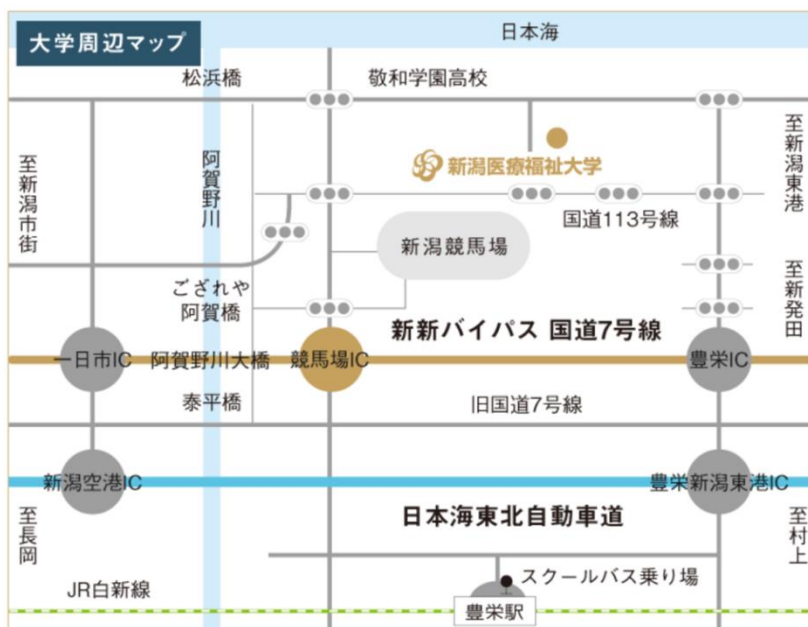 大学周辺マップ
日本海
松浜橋
敬和学園高校
至新潟市街
阿賀野川
新潟医療福祉大学
至新潟東港
国道113号線
新潟競馬場
ござれや
阿賀橋
至新発田
新新バイパス 国道7号線
一日市IC
阿賀野川大橋
競馬場IC
豊栄IC
泰平橋
旧国道7号線
新潟空港IC
豊栄新潟東港IC
至長岡
日本海東北自動車道
至村上
JR白新線
スクールバス乗り場
豊栄駅